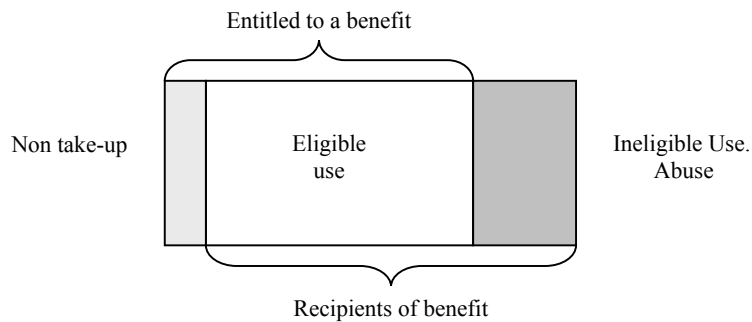 Entitled to a benefit
Non take-up
Eligible
use
Ineligible Use.
Abuse
Recipients of benefit